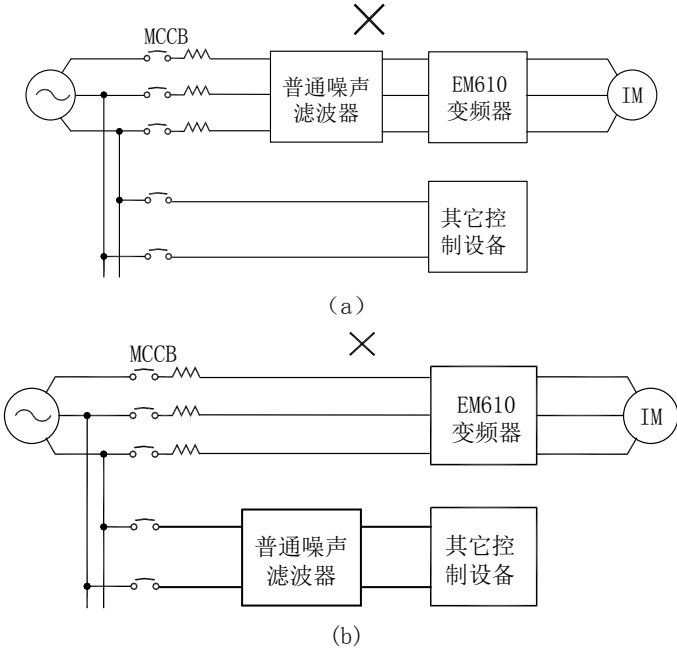 MCCB
普通噪声
滤波器
EM610
变频器
IM
其它控
制设备
(a)
MCCB
EM610
变频器
IM
普通噪声
滤波器
其它控
制设备
(b)